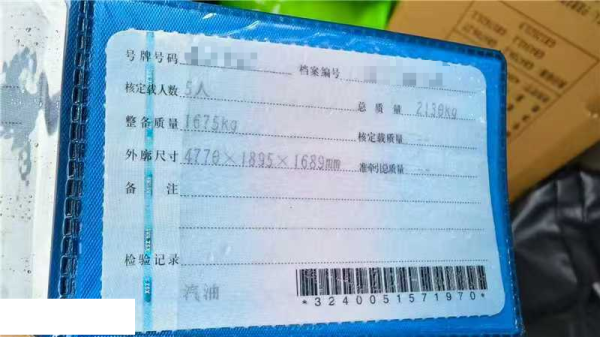 号牌号码 档案编号
核定载人数 5人 总质量 2130kg
整备质量 1675kg 核定载质量 --
外廓尺寸 4770×1895×1689mm 准牵引总质量 --
备注
检验记录
汽油
*3240051571970*